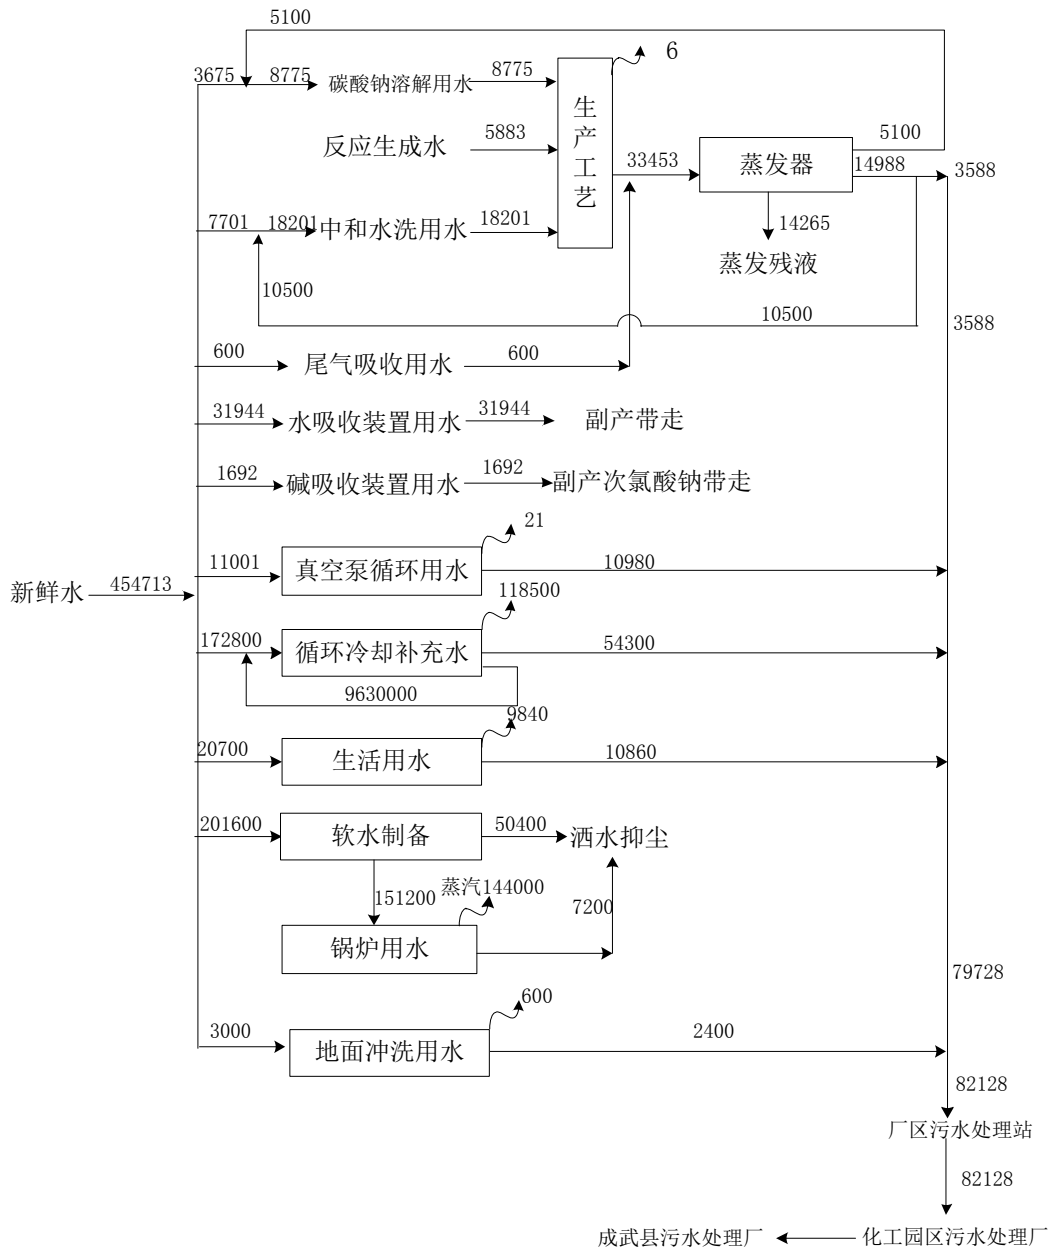 5100
3675
8775
碳酸钠溶解用水
8775
6
反应生成水
5883
生产工艺
33453
蒸发器
5100
14988
3588
7701
18201
中和水洗用水
18201
14265
蒸发残液
10500
10500
3588
600
尾气吸收用水
600
31944
水吸收装置用水
31944
副产带走
1692
碱吸收装置用水
1692
副产次氯酸钠带走
新鲜水
454713
11001
真空泵循环用水
21
10980
172800
循环冷却补充水
118500
54300
9630000
20700
生活用水
9840
10860
201600
软水制备
50400
洒水抑尘
151200
蒸汽144000
7200
锅炉用水
79728
3000
地面冲洗用水
600
2400
82128
厂区污水处理站
82128
成武县污水处理厂
化工园区污水处理厂